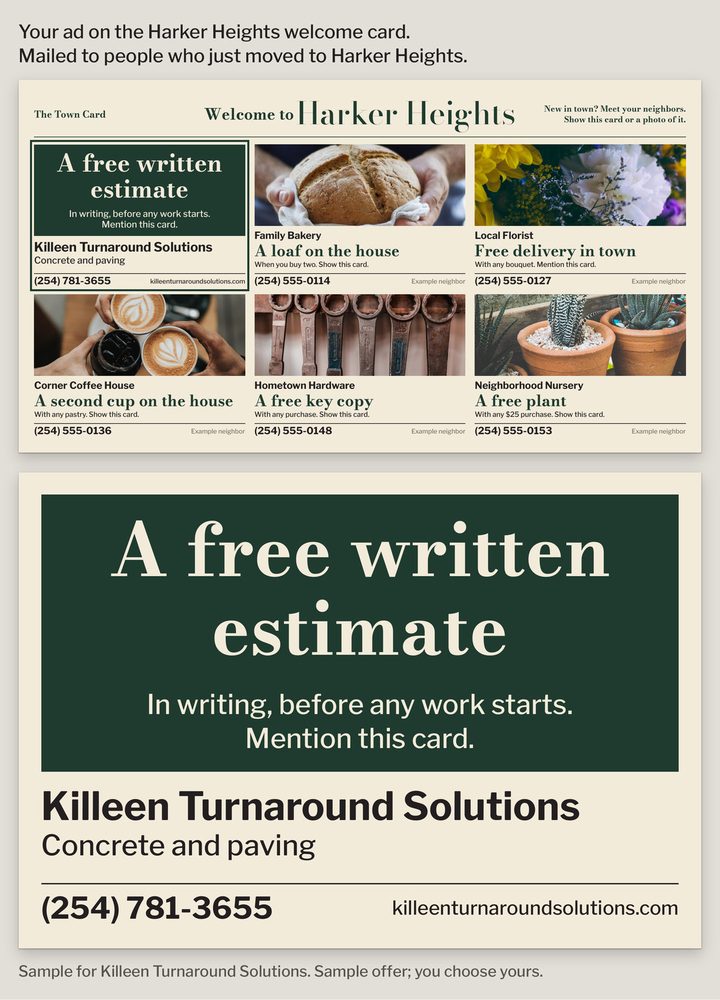 Your ad on the Harker Heights welcome card.
Mailed to people who just moved to Harker Heights.
The Town Card
Welcome to Harker Heights
New in town? Meet your neighbors.
Show this card or a photo of it.
A free written
estimate
In writing, before any work starts.
Mention this card.
Killeen Turnaround Solutions
Concrete and paving
(254) 781-3655 killeenturnaroundsolutions.com
Family Bakery
A loaf on the house
When you buy two. Show this card.
(254) 555-0114 Example neighbor
Local Florist
Free delivery in town
With any bouquet. Mention this card.
(254) 555-0127 Example neighbor
Corner Coffee House
A second cup on the house
With any pastry. Show this card.
(254) 555-0136 Example neighbor
Hometown Hardware
A free key copy
With any purchase. Show this card.
(254) 555-0148 Example neighbor
Neighborhood Nursery
A free plant
With any $25 purchase. Show this card.
(254) 555-0153 Example neighbor
A free written
estimate
In writing, before any work starts.
Mention this card.
Killeen Turnaround Solutions
Concrete and paving
(254) 781-3655 killeenturnaroundsolutions.com
Sample for Killeen Turnaround Solutions. Sample offer; you choose yours.